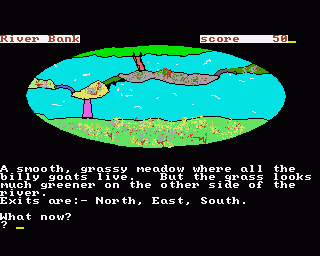 River Bank score 50
A smooth, grassy meadow where all the
billy goats live. But the grass looks
much greener on the other side of the
river.
Exits are:- North, East, South.
What now?
?